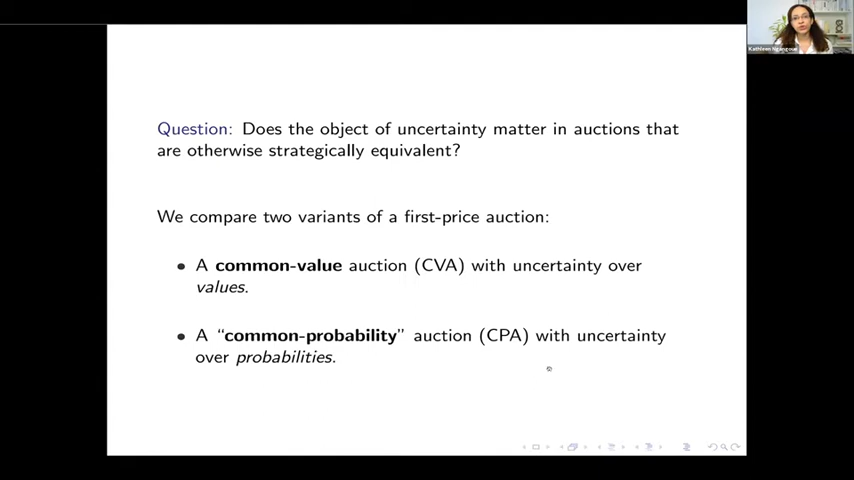 Kathleen Ngangoue
Question: Does the object of uncertainty matter in auctions that
are otherwise strategically equivalent?
We compare two variants of a first-price auction:
• A common-value auction (CVA) with uncertainty over
values.
• A “common-probability” auction (CPA) with uncertainty
over probabilities.